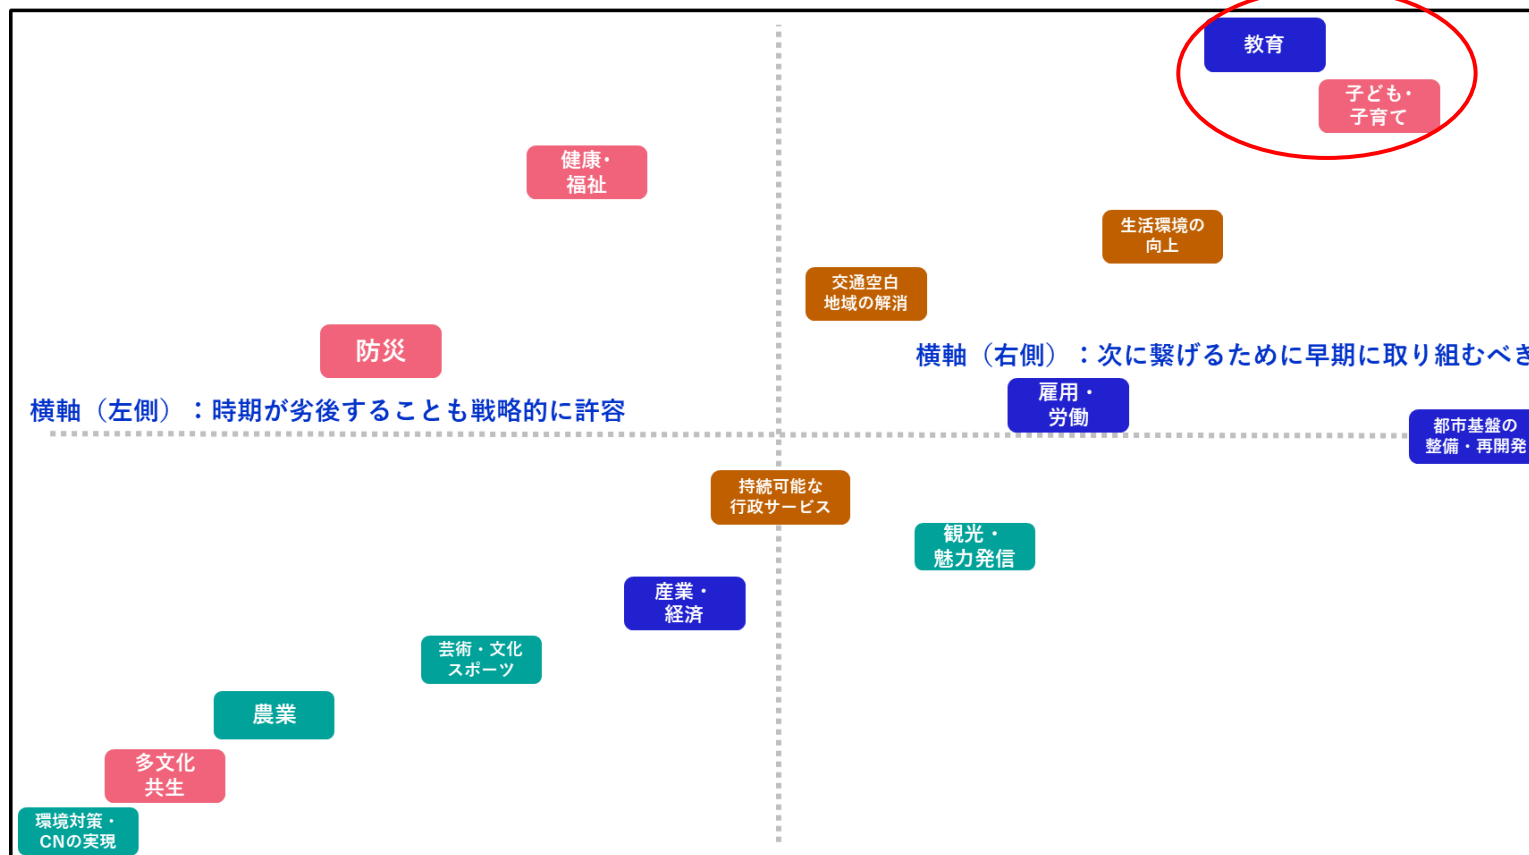 教育
子ども・
子育て
健康・
福祉
生活環境の
向上
交通空白
地域の解消
防災
横軸（右側）：次に繋げるために早期に取り組むべき
雇用・
労働
横軸（左側）：時期が劣後することも戦略的に許容
都市基盤の
整備・再開発
持続可能な
行政サービス
観光・
魅力発信
産業・
経済
芸術・文化
スポーツ
農業
多文化
共生
環境対策・
CNの実現